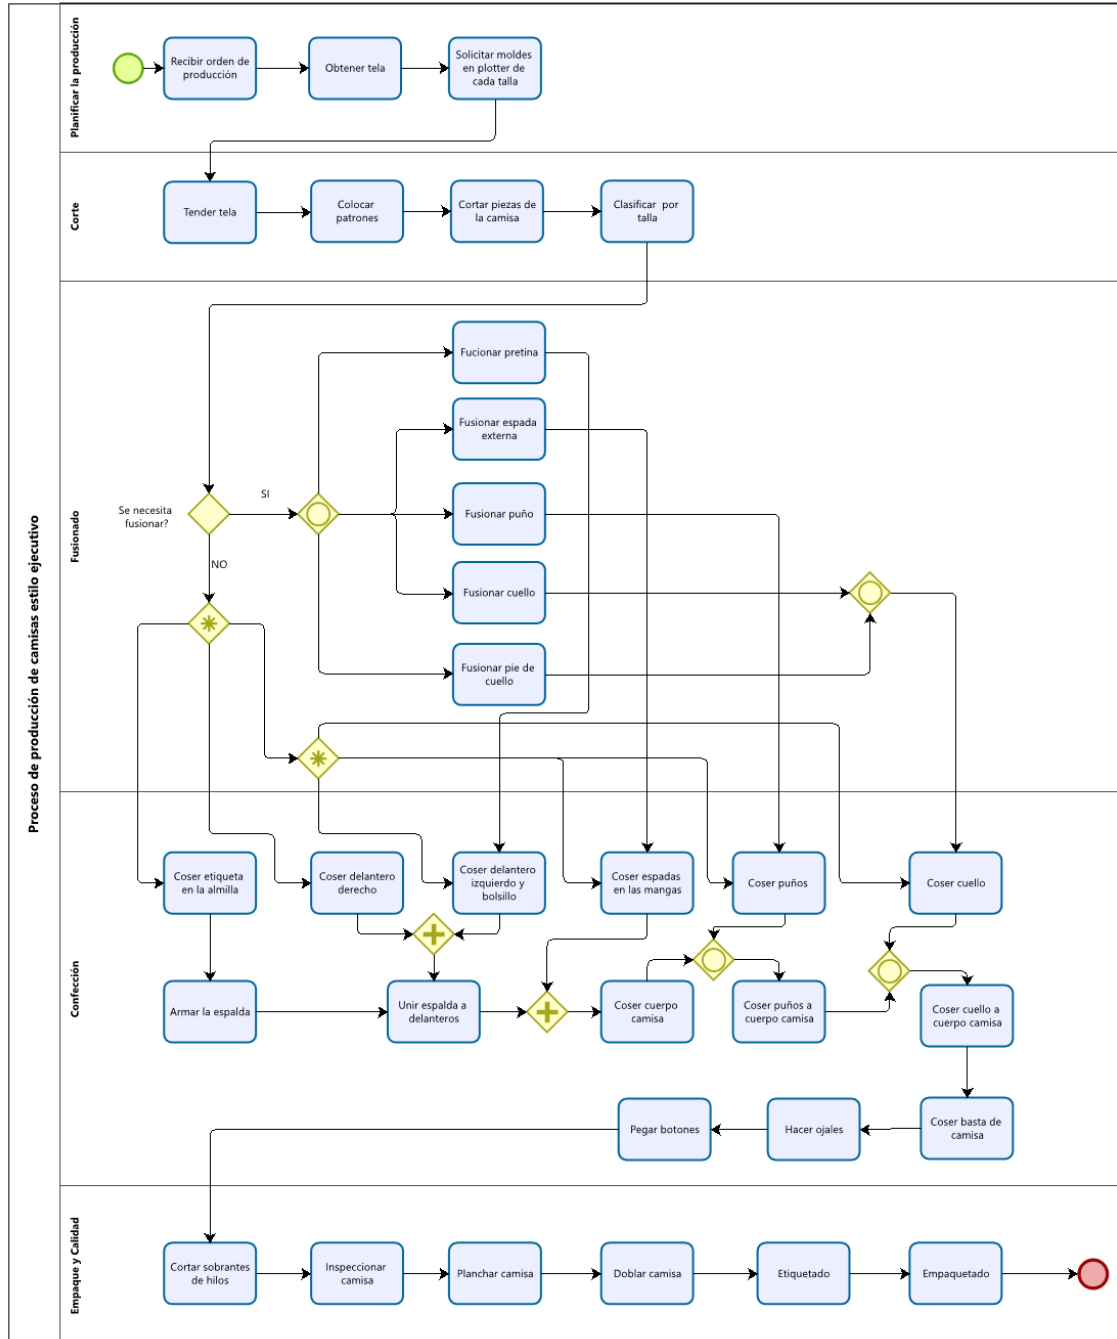 Proceso de producción de camisas estilo ejecutivo
Planificar la producción
Recibir orden de
producción
Obtener tela
Solicitar moldes
en plotter de
cada talla
Corte
Tender tela
Colocar
patrones
Cortar piezas de
la camisa
Clasificar por
talla
Fusionado
Fucionar pretina
Fusionar espada
externa
Se necesita
fusionar?
SI
Fusionar puño
NO
Fusionar cuello
Fusionar pie de
cuello
Confección
Coser etiqueta
en la almilla
Coser delantero
derecho
Coser delantero
izquierdo y
bolsillo
Coser espadas
en las mangas
Coser puños
Coser cuello
Armar la espalda
Unir espalda a
delanteros
Coser cuerpo
camisa
Coser puños a
cuerpo camisa
Coser cuello a
cuerpo camisa
Pegar botones
Hacer ojales
Coser basta de
camisa
Empaque y Calidad
Cortar sobrantes
de hilos
Inspeccionar
camisa
Planchar camisa
Doblar camisa
Etiquetado
Empaquetado